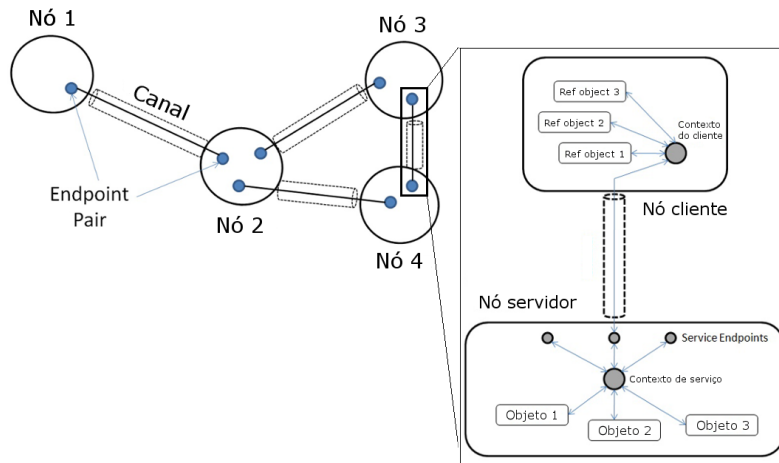 Nó 1
Nó 3
Canal
Endpoint
Pair
Nó 2
Nó 4
Ref object 3
Ref object 2
Ref object 1
Contexto
do cliente
Nó cliente
Nó servidor
Service Endpoints
Contexto de serviço
Objeto 1
Objeto 2
Objeto 3